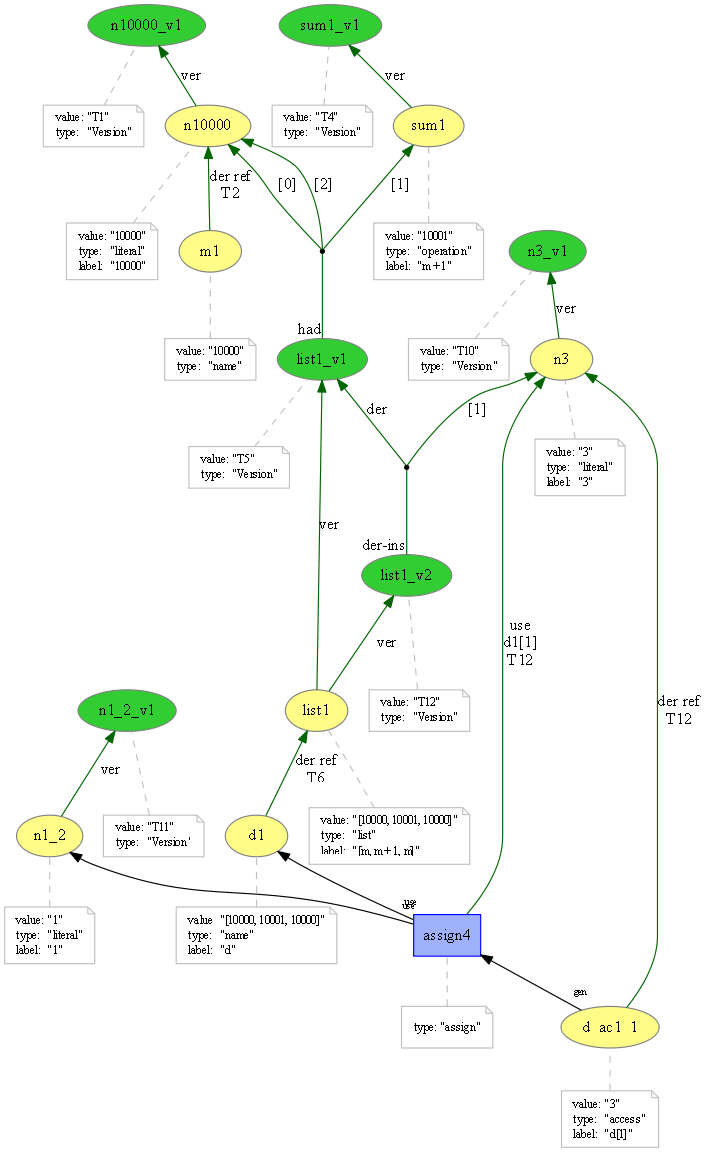 n10000_v1
sum1_v1
ver
ver
value: "T1"
type: "Version"
value: "T4"
type: "Version"
n10000
sum1
der ref
T2
[0]
[2]
[1]
value: "10000"
type: "literal"
label: "10000"
m1
value: "10001"
type: "operation"
label: "m+1"
n3_v1
ver
had
value: "10000"
type: "name"
list1_v1
value: "T10"
type: "Version"
n3
der
[1]
value: "T5"
type: "Version"
value: "3"
type: "literal"
label: "3"
ver
der-ins
list1_v2
ver
use
d1[1]
T12
n1_2_v1
list1
value: "T12"
type: "Version"
der ref
T12
ver
der ref
T6
value: "T11"
type: "Version'
n1_2
d1
value: "[10000, 10001, 10000]"
type: "list"
label: "[m, m+1, m]"
value: "1"
type: "literal"
label: "1"
value "[10000, 10001, 10000]"
type: "name"
label: "d"
use
use
assign4
gen
type: "assign"
d_ac1_1
value: "3"
type: "access"
label: "d[1]"